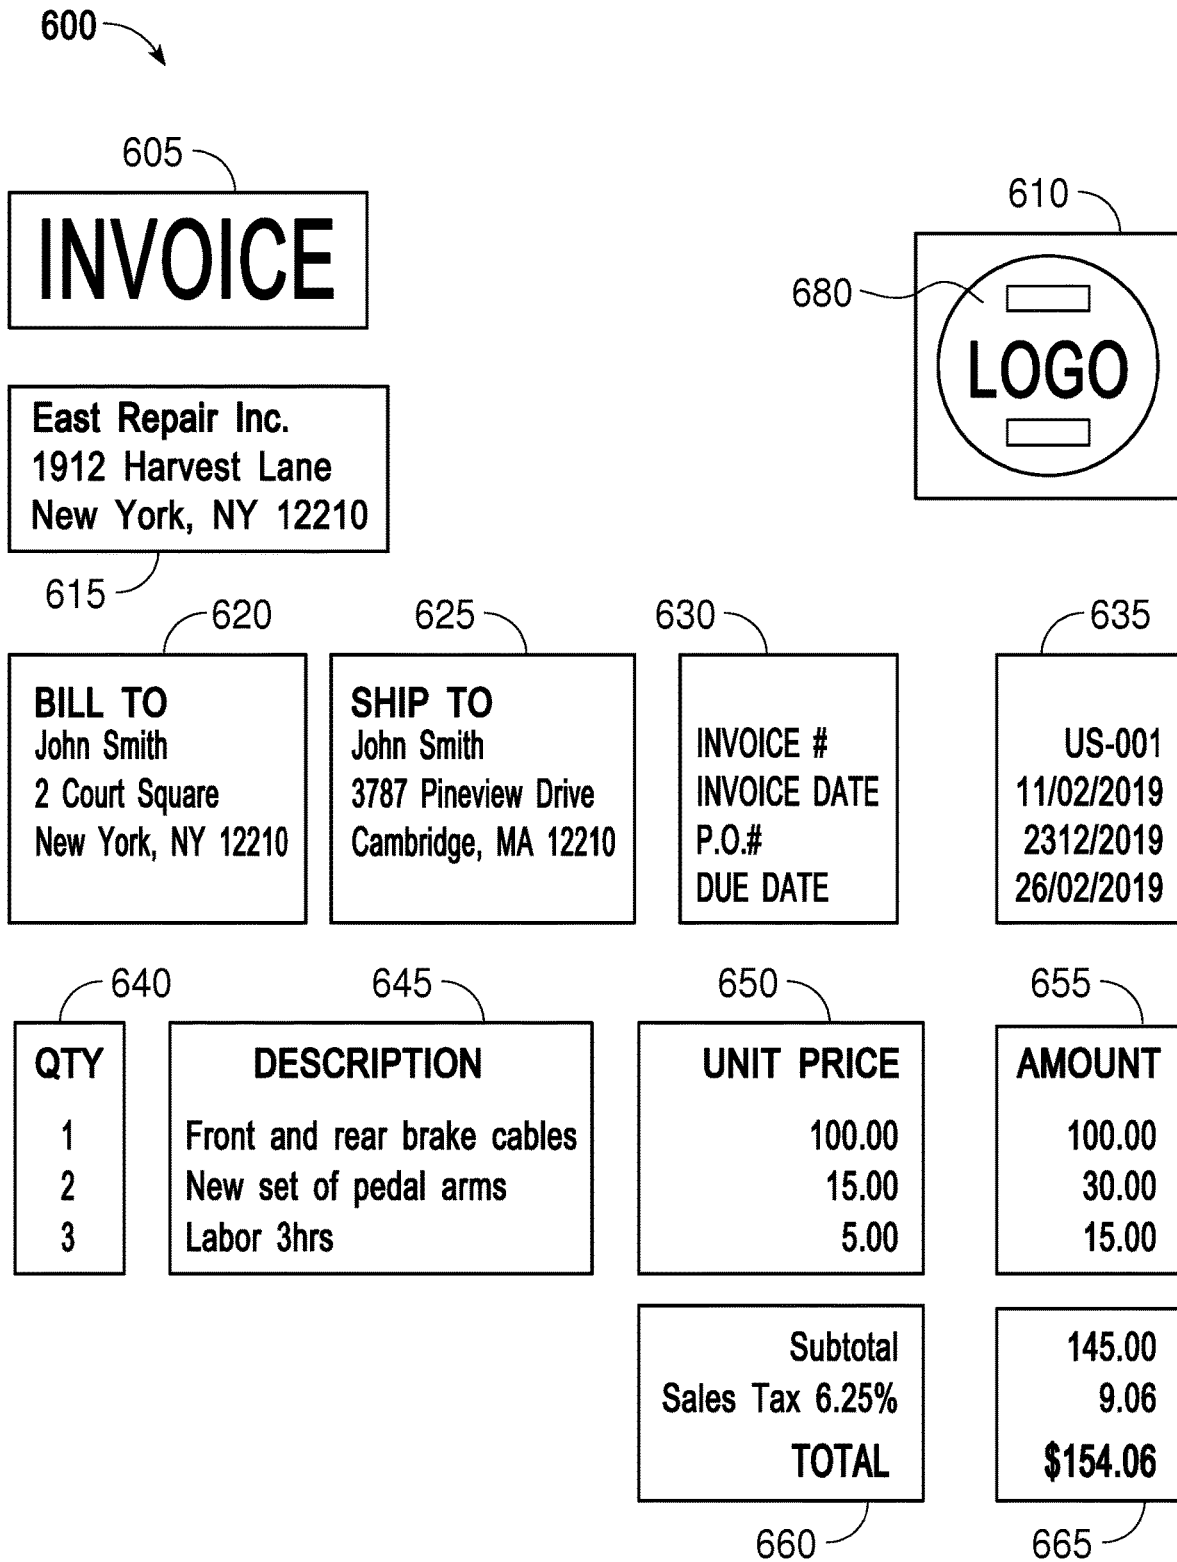 600
605
INVOICE
610
680
LOGO
East Repair Inc.
1912 Harvest Lane
New York, NY 12210
615
620
BILL TO
John Smith
2 Court Square
New York, NY 12210
625
SHIP TO
John Smith
3787 Pineview Drive
Cambridge, MA 12210
630
635
INVOICE # US-001
INVOICE DATE 11/02/2019
P.O.# 2312/2019
DUE DATE 26/02/2019
640 645 650 655
QTY DESCRIPTION UNIT PRICE AMOUNT
1 Front and rear brake cables 100.00 100.00
2 New set of pedal arms 15.00 30.00
3 Labor 3hrs 5.00 15.00
Subtotal 145.00
Sales Tax 6.25% 9.06
TOTAL $154.06
660 665